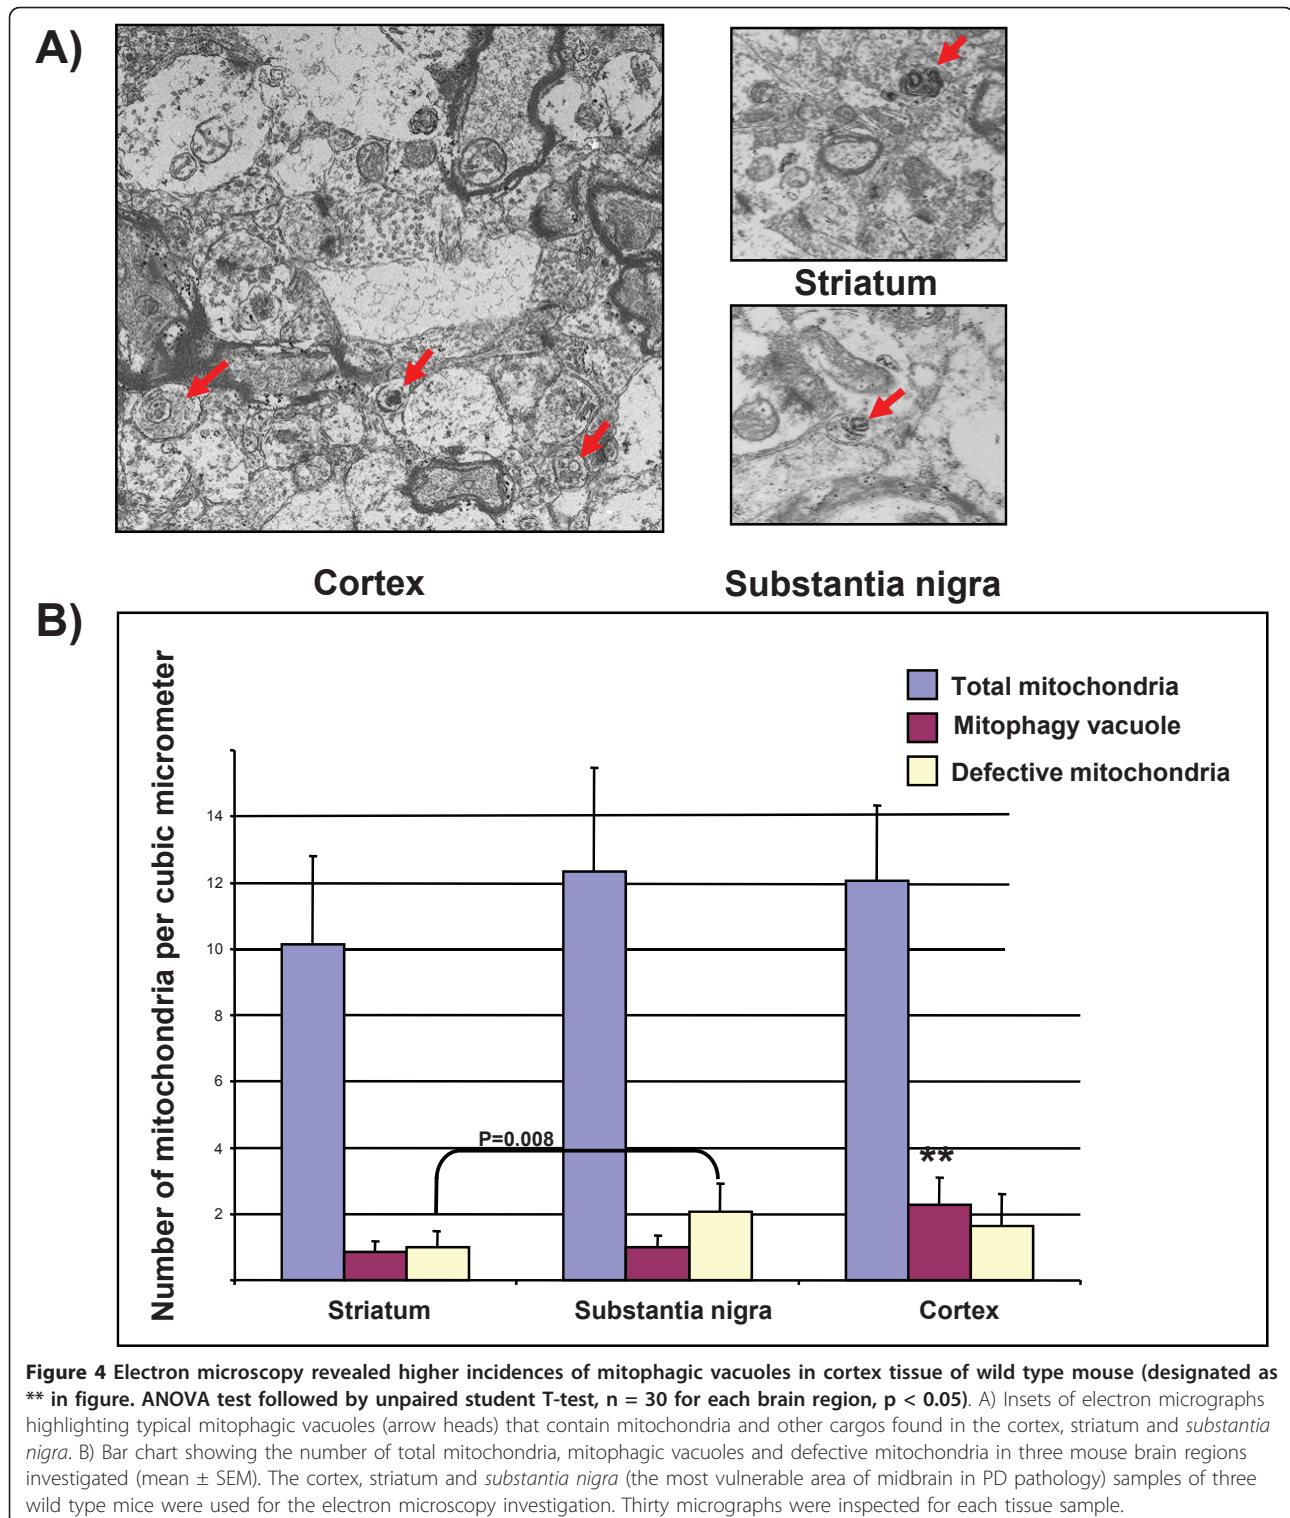 A)
Striatum
Cortex
Substantia nigra
B)
Number of mitochondria per cubic micrometer
Total mitochondria
Mitophagy vacuole
Defective mitochondria
14
12
10
8
6
4
2
P=0.008
**
Striatum
Substantia nigra
Cortex
Figure 4 Electron microscopy revealed higher incidences of mitophagic vacuoles in cortex tissue of wild type mouse (designated as
** in figure. ANOVA test followed by unpaired student T-test, n = 30 for each brain region, p < 0.05). A) Insets of electron micrographs
highlighting typical mitophagic vacuoles (arrow heads) that contain mitochondria and other cargos found in the cortex, striatum and substantia
nigra. B) Bar chart showing the number of total mitochondria, mitophagic vacuoles and defective mitochondria in three mouse brain regions
investigated (mean ± SEM). The cortex, striatum and substantia nigra (the most vulnerable area of midbrain in PD pathology) samples of three
wild type mice were used for the electron microscopy investigation. Thirty micrographs were inspected for each tissue sample.